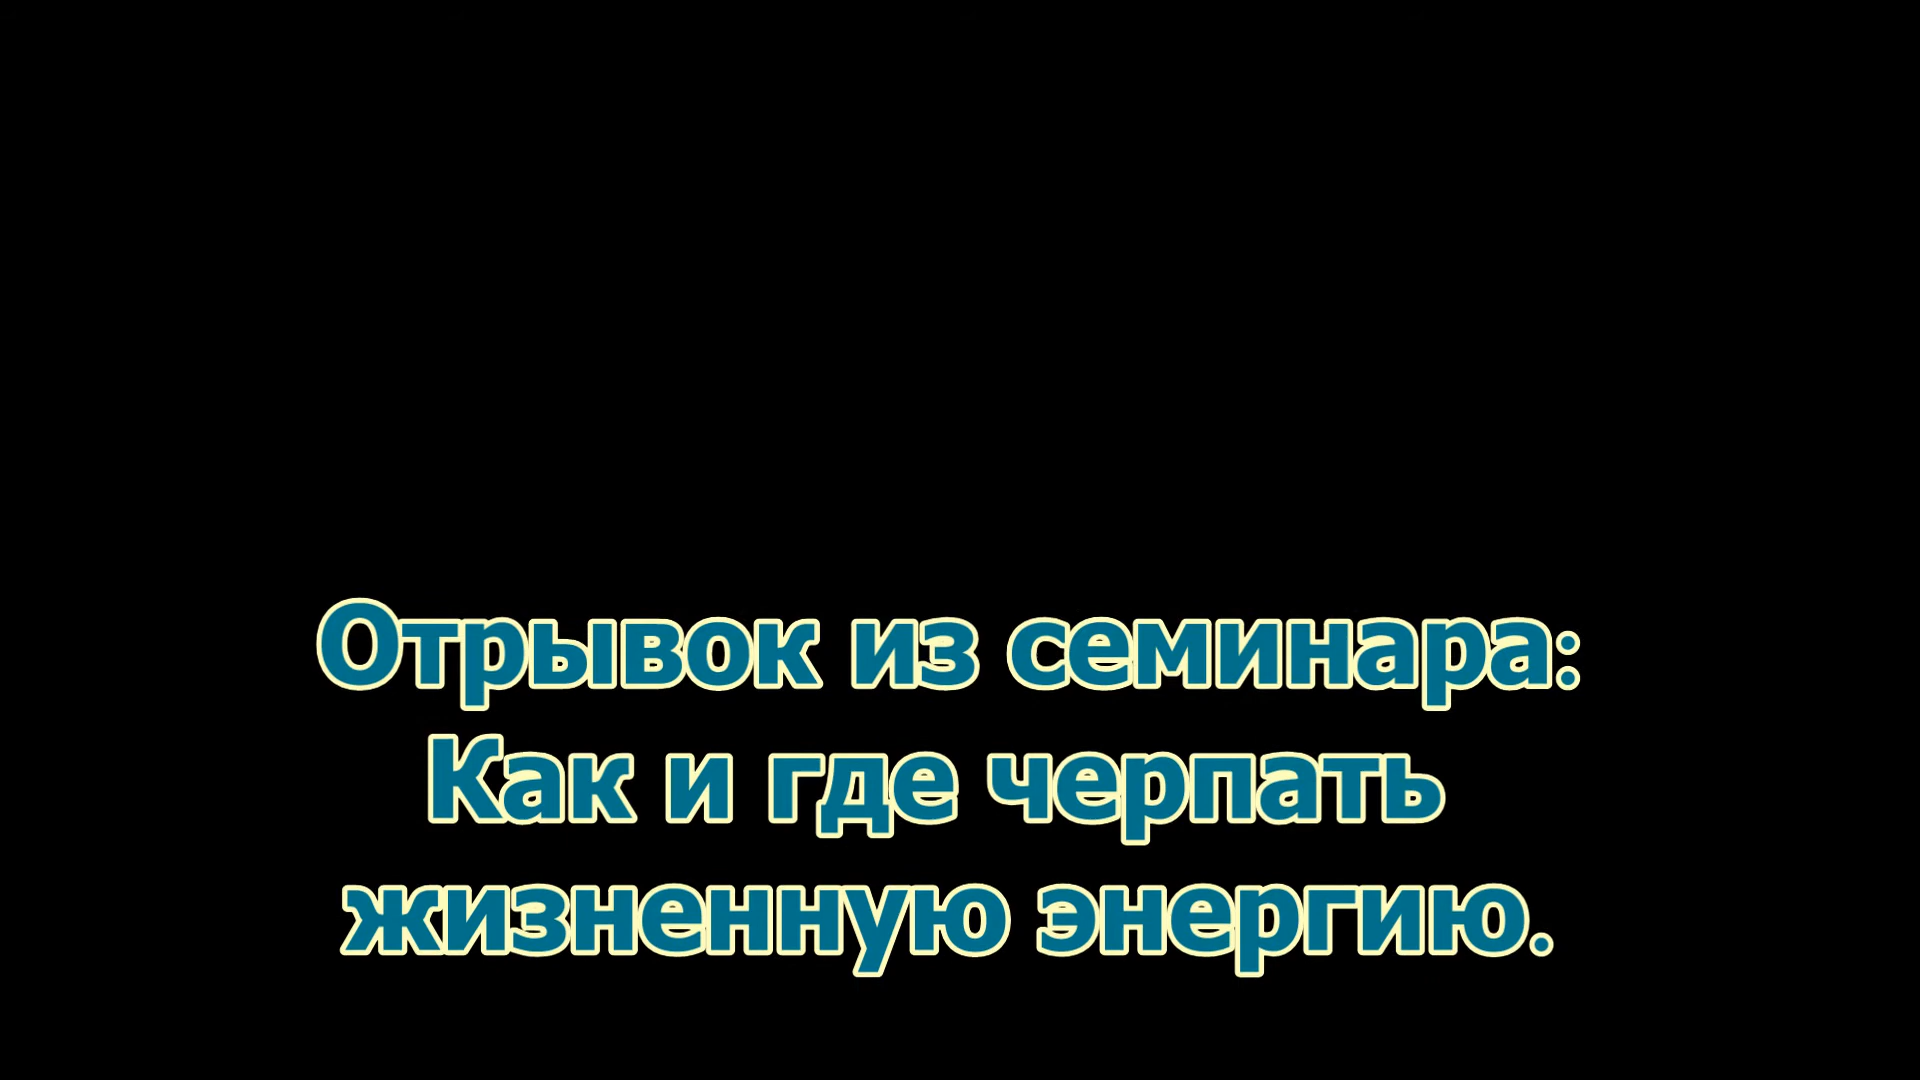 Отрывок из семинара:
Как и где черпать
жизненную энергию.